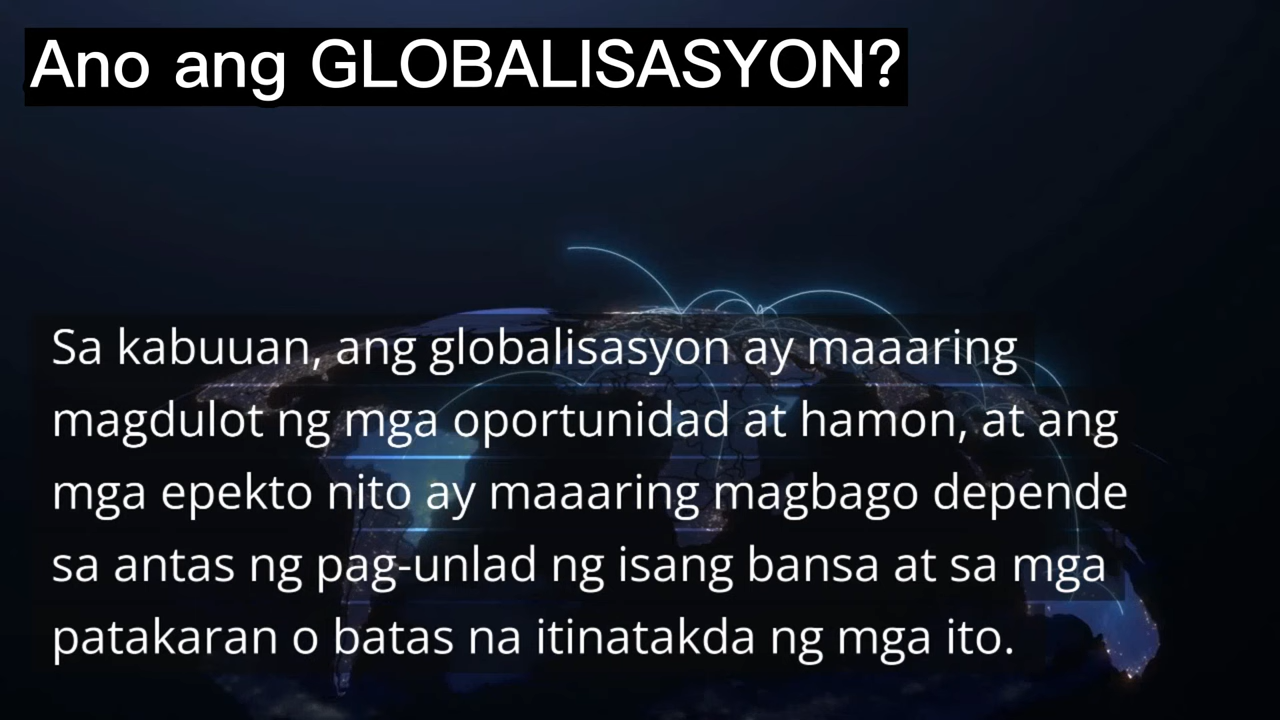 Ano ang GLOBALISASYON?
Sa kabuuan, ang globalisasyon ay maaaring
magdulot ng mga oportunidad at hamon, at ang
mga epekto nito ay maaaring magbago depende
sa antas ng pag-unlad ng isang bansa at sa mga
patakaran o batas na itinatakda ng mga ito.